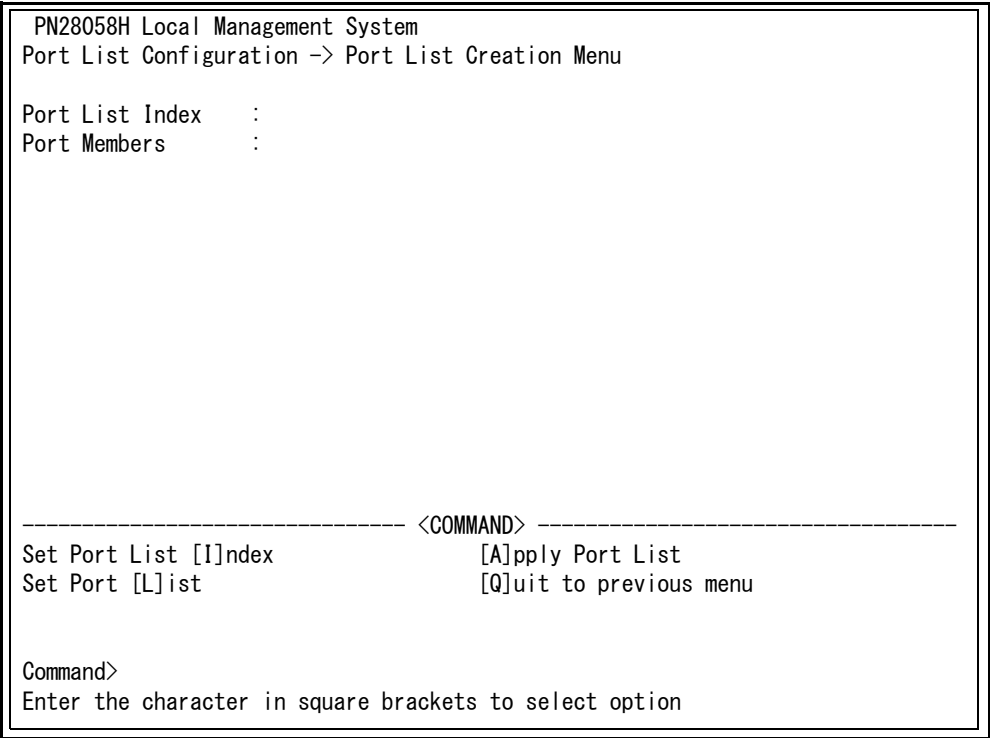 PN28058H Local Management System
Port List Configuration -> Port List Creation Menu
Port List Index    :
Port Members       :
-------------------------------- <COMMAND> -----------------------------------
Set Port List [I]ndex                 [A]pply Port List
Set Port [L]ist                       [Q]uit to previous menu
Command>
Enter the character in square brackets to select option